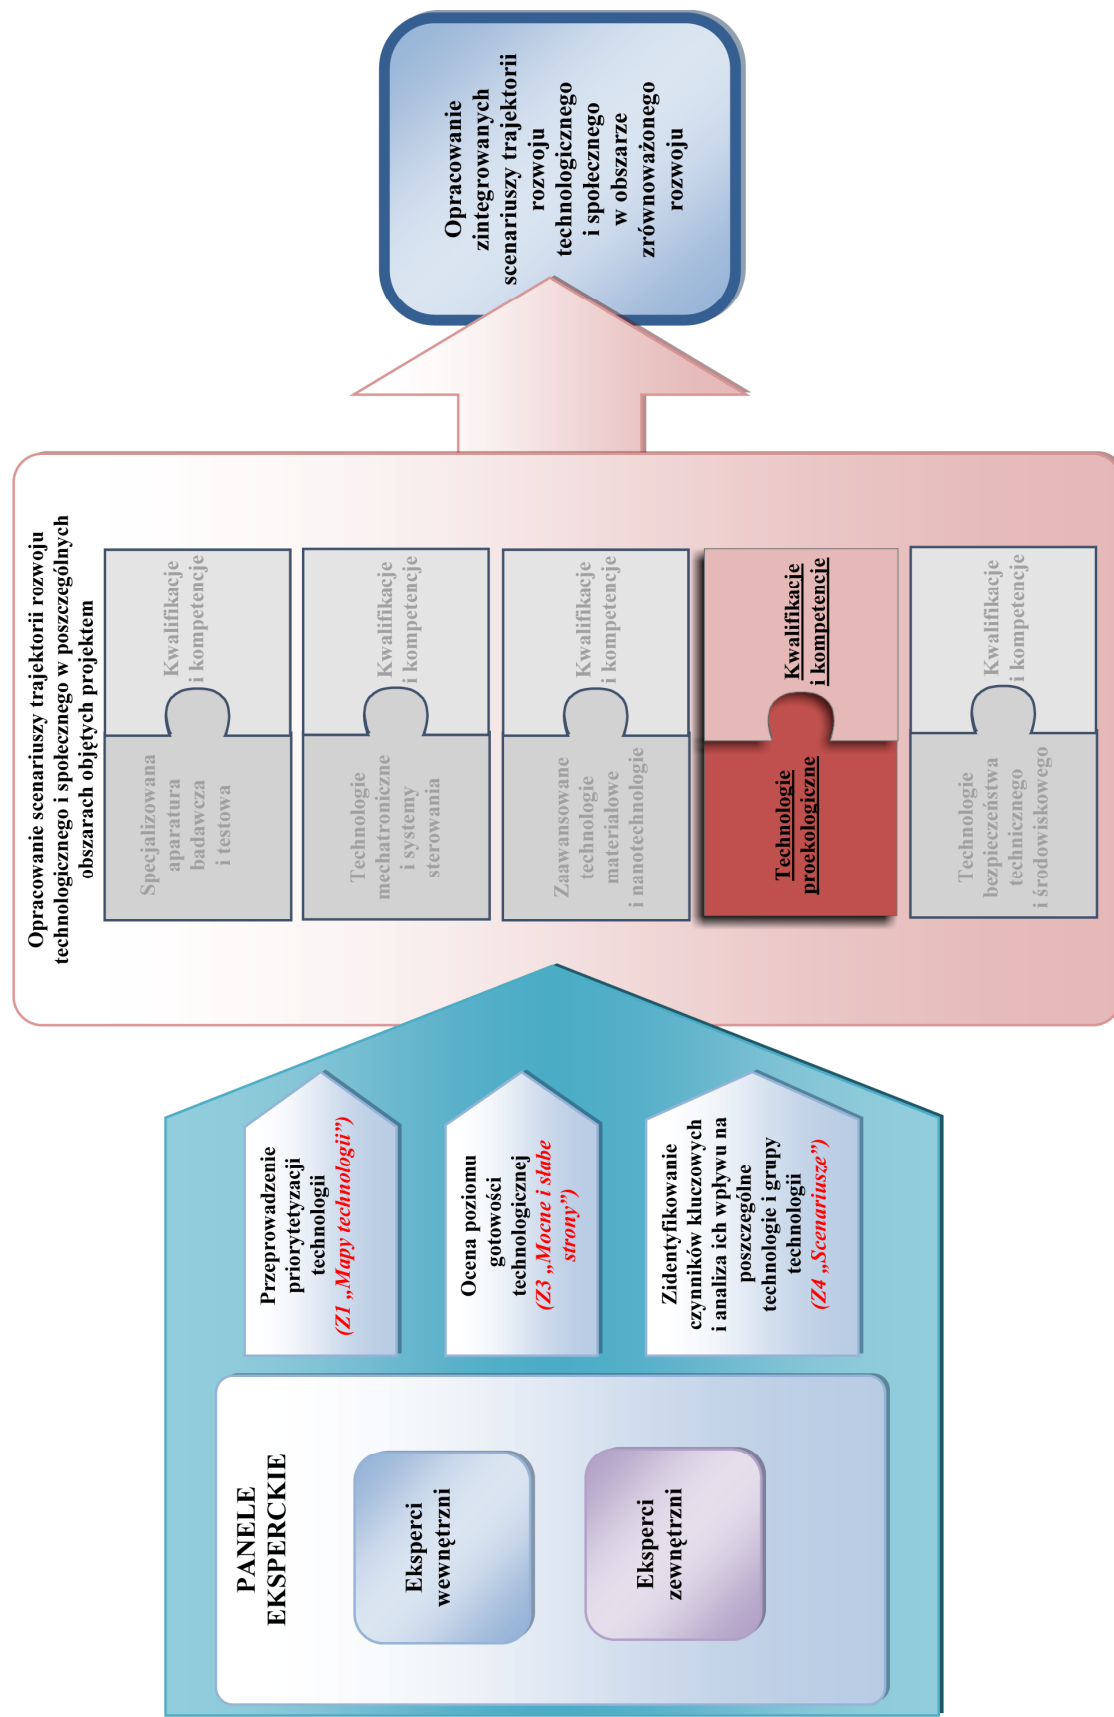 PANELE
EKSPERCKIE
Eksperci
wewnętrzni
Eksperci
zewnętrzni
Przeprowadzenie
priorytetyzacji
technologii
(Z1 „Mapy technologii”)
Ocena poziomu
gotowości
technologicznej
(Z3 „Mocne i słabe
strony”)
Zidentyfikowanie
czynników kluczowych
i analiza ich wpływu na
poszczególne
technologie i grupy
technologii
(Z4 „Scenariusze”)
Opracowanie scenariuszy trajektorii rozwoju
technologicznego i społecznego w poszczególnych
obszarach objętych projektem
Specjalizowana
aparatura
badawcza
i testowa
Kwalifikacje
i kompetencje
Technologie
mechatroniczne
i systemy
sterowania
Kwalifikacje
i kompetencje
Zaawansowane
technologie
materiałowe
i nanotechnologie
Kwalifikacje
i kompetencje
Technologie
proekologiczne
Kwalifikacje
i kompetencje
Technologie
bezpieczeństwa
technicznego
i środowiskowego
Kwalifikacje
i kompetencje
Opracowanie
zintegrowanych
scenariuszy trajektorii
rozwoju
technologicznego
i społecznego
w obszarze
zrównoważonego
rozwoju